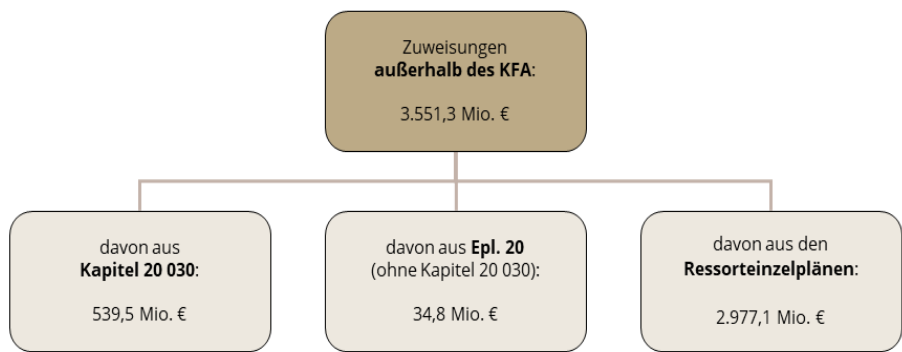 Zuweisungen
außerhalb des KFA:
3.551,3 Mio. €
davon aus
Kapitel 20 030:
539,5 Mio. €
davon aus Epl. 20
(ohne Kapitel 20 030):
34,8 Mio. €
davon aus den
Ressorteinzelplänen:
2.977,1 Mio. €